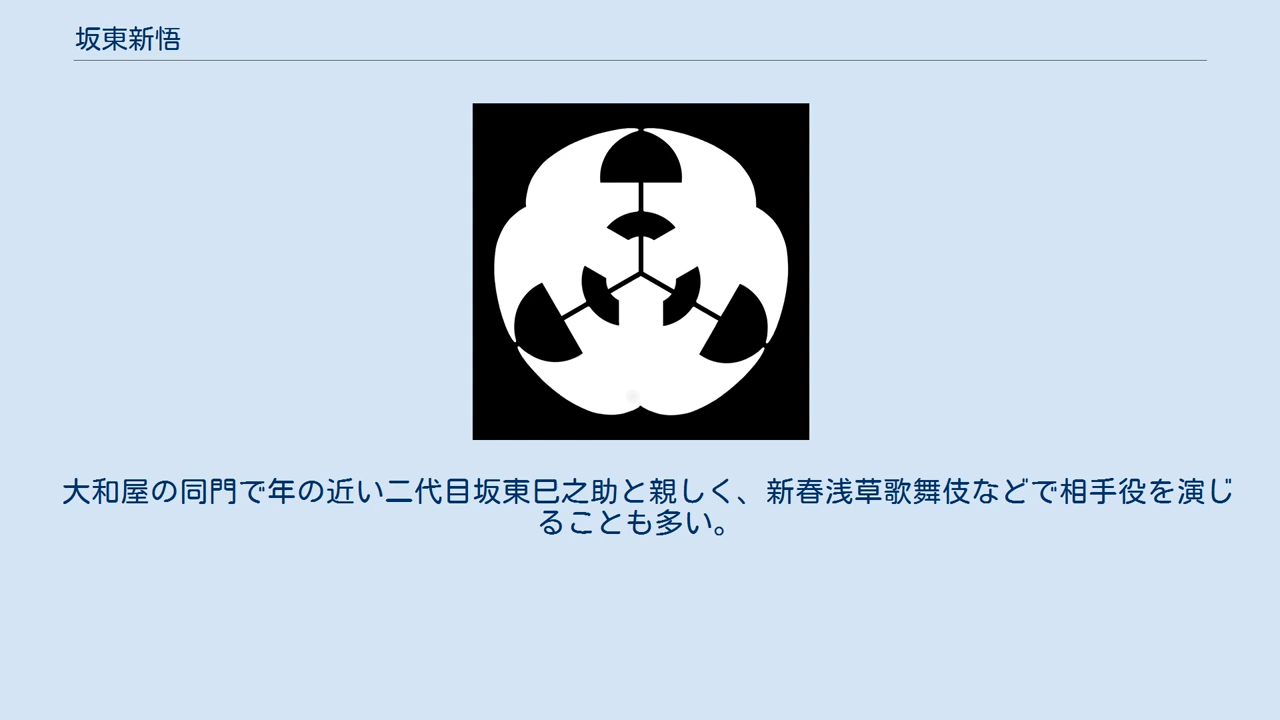 坂東新悟
大和屋の同門で年の近い二代目坂東巳之助と親しく、新春浅草歌舞伎などで相手役を演じ
ることも多い。